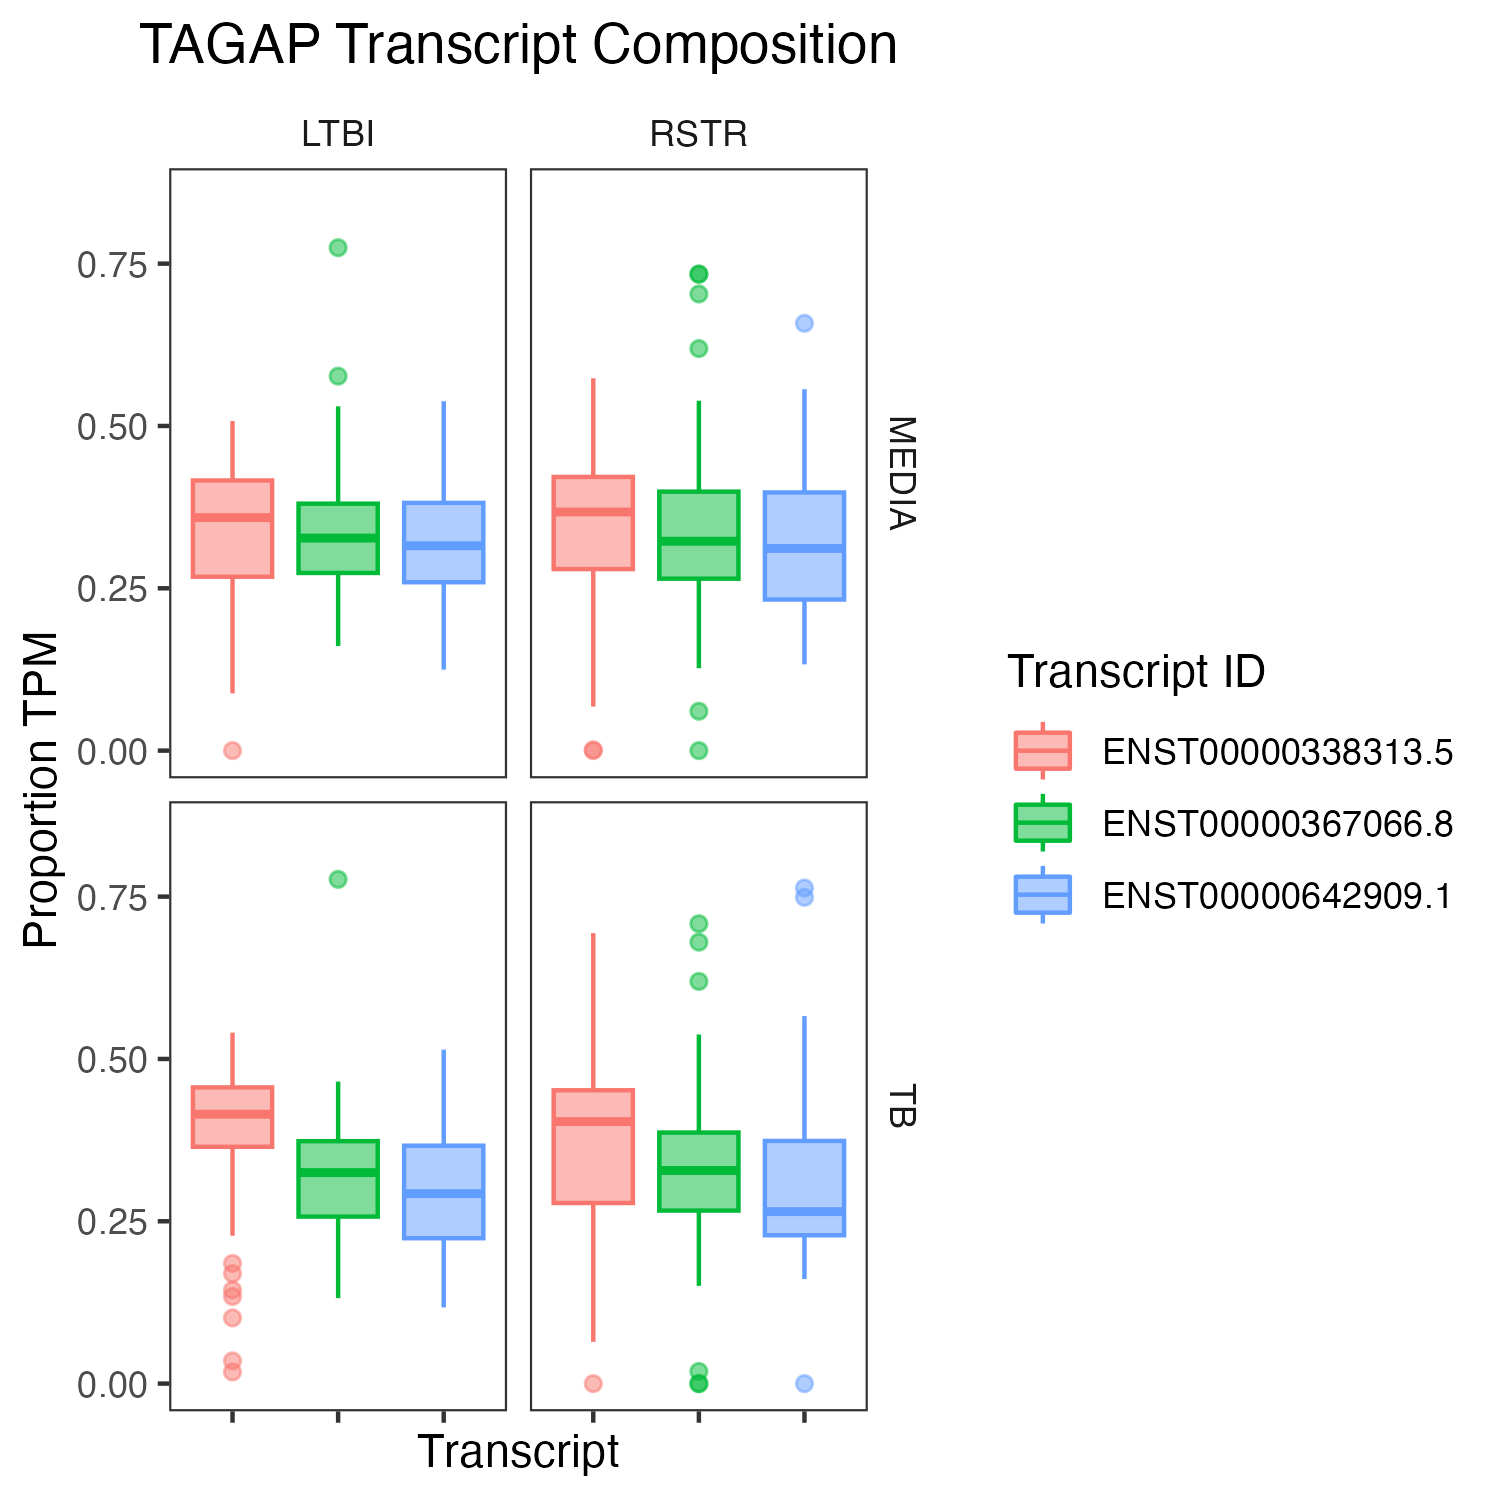 TAGAP Transcript Composition
LTBI
RSTR
0.75
0.50
0.25
0.00
MEDIA
0.75
0.50
0.25
0.00
TB
Proportion TPM
Transcript
Transcript ID
ENST00000338313.5
ENST00000367066.8
ENST00000642909.1